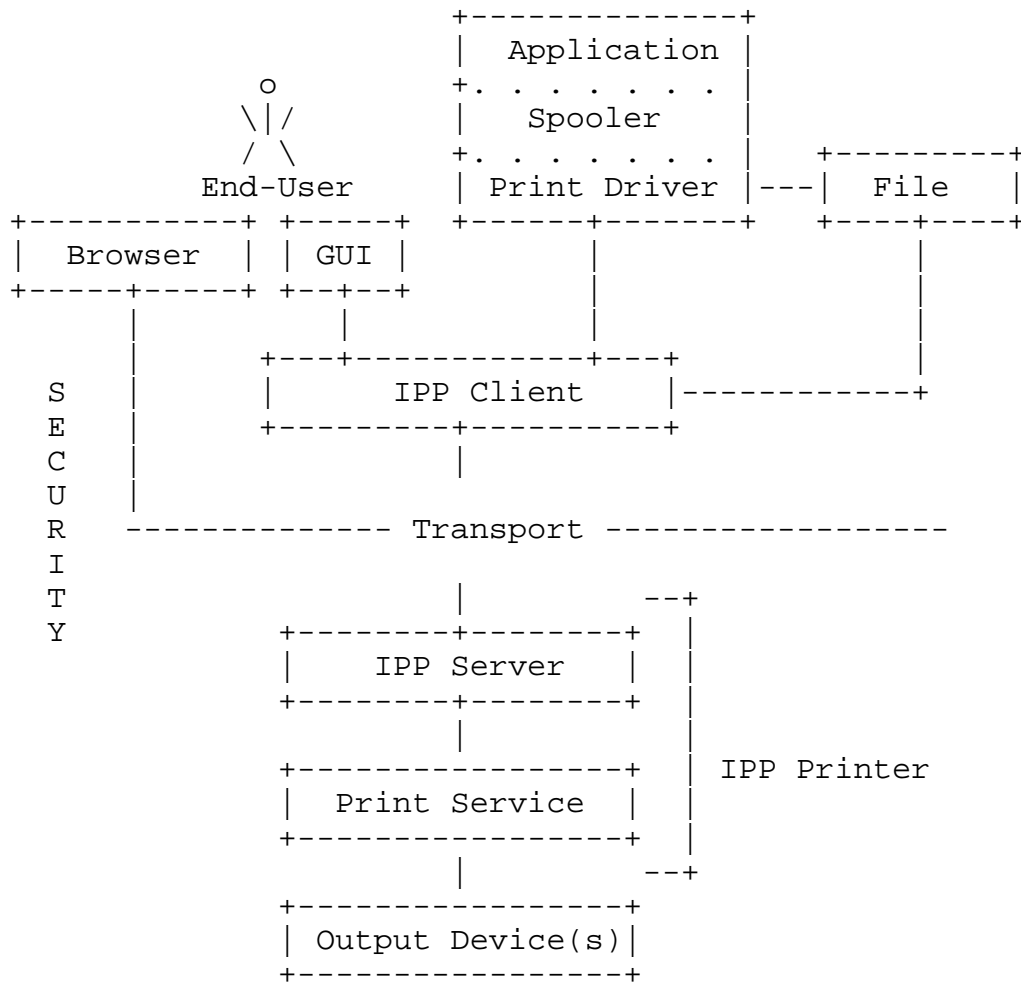 Application
Spooler
End-User
Print Driver
File
Browser
GUI
IPP Client
SECURITY
Transport
IPP Server
IPP Printer
Print Service
Output Device(s)